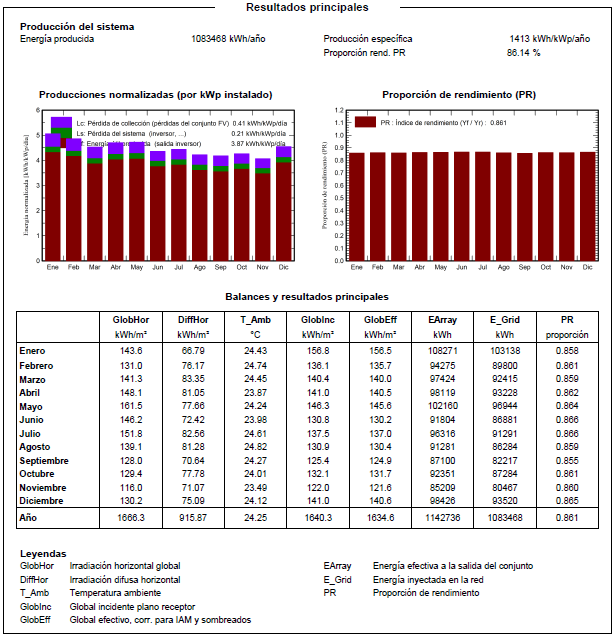 Resultados principales
Producción del sistema
Energía producida 1083468 kWh/año Producción específica 1413 kWh/kWp/año
Proporción rend. PR 86.14 %
Producciones normalizadas (por kWp instalado)
Energía normalizada [kWh/kWp/día]
6
5
4
3
2
1
0
Lc: Pérdida de colección (pérdidas del conjunto FV) 0.41 kWh/kWp/día
Ls: Pérdida del sistema (inversor, ...) 0.21 kWh/kWp/día
(salida inversor) 3.87 kWh/kWp/día
Ene Feb Mar Abr May Jun Jul Ago Sep Oct Nov Dic
Proporción de rendimiento (PR)
Proporción de rendimiento (PR)
1.2
1.1
1.0
0.9
0.8
0.7
0.6
0.5
0.4
0.3
0.2
0.1
0.0
PR : Índice de rendimiento (Yf / Yr) : 0.861
Ene Feb Mar Abr May Jun Jul Ago Sep Oct Nov Dic
Balances y resultados principales
GlobHor DiffHor T_Amb GlobInc GlobEff EArray E_Grid PR
kWh/m² kWh/m² °C kWh/m² kWh/m² kWh kWh proporción
Enero 143.6 66.79 24.43 156.8 156.5 108271 103138 0.858
Febrero 131.0 76.17 24.74 136.1 135.7 94275 89800 0.861
Marzo 141.3 83.35 24.45 140.4 140.0 97424 92415 0.859
Abril 148.1 81.05 23.87 141.0 140.5 98119 93228 0.862
Mayo 161.5 77.66 24.24 146.3 145.6 102160 96944 0.864
Junio 146.2 72.42 23.98 130.8 130.2 91804 86881 0.866
Julio 151.8 82.56 24.61 137.5 137.0 96316 91291 0.866
Agosto 139.1 81.28 24.82 130.9 130.4 91281 86284 0.859
Septiembre 128.0 70.64 24.27 125.4 124.9 87100 82217 0.855
Octubre 129.4 77.78 24.01 132.1 131.7 92351 87284 0.861
Noviembre 116.0 71.07 23.49 122.0 121.6 85209 80467 0.860
Diciembre 130.2 75.09 24.12 141.0 140.6 98426 93520 0.865
Año 1666.3 915.87 24.25 1640.3 1634.6 1142736 1083468 0.861
Leyendas
GlobHor Irradiación horizontal global EArray Energía efectiva a la salida del conjunto
DiffHor Irradiación difusa horizontal E_Grid Energía inyectada en la red
T_Amb Temperatura ambiente PR Proporción de rendimiento
GlobInc Global incidente plano receptor
GlobEff Global efectivo, corr. para IAM y sombreados